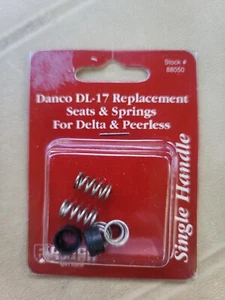 Stock #
88050
Danco DL-17 Replacement
Seats & Springs
For Delta & Peerless
Single Handle